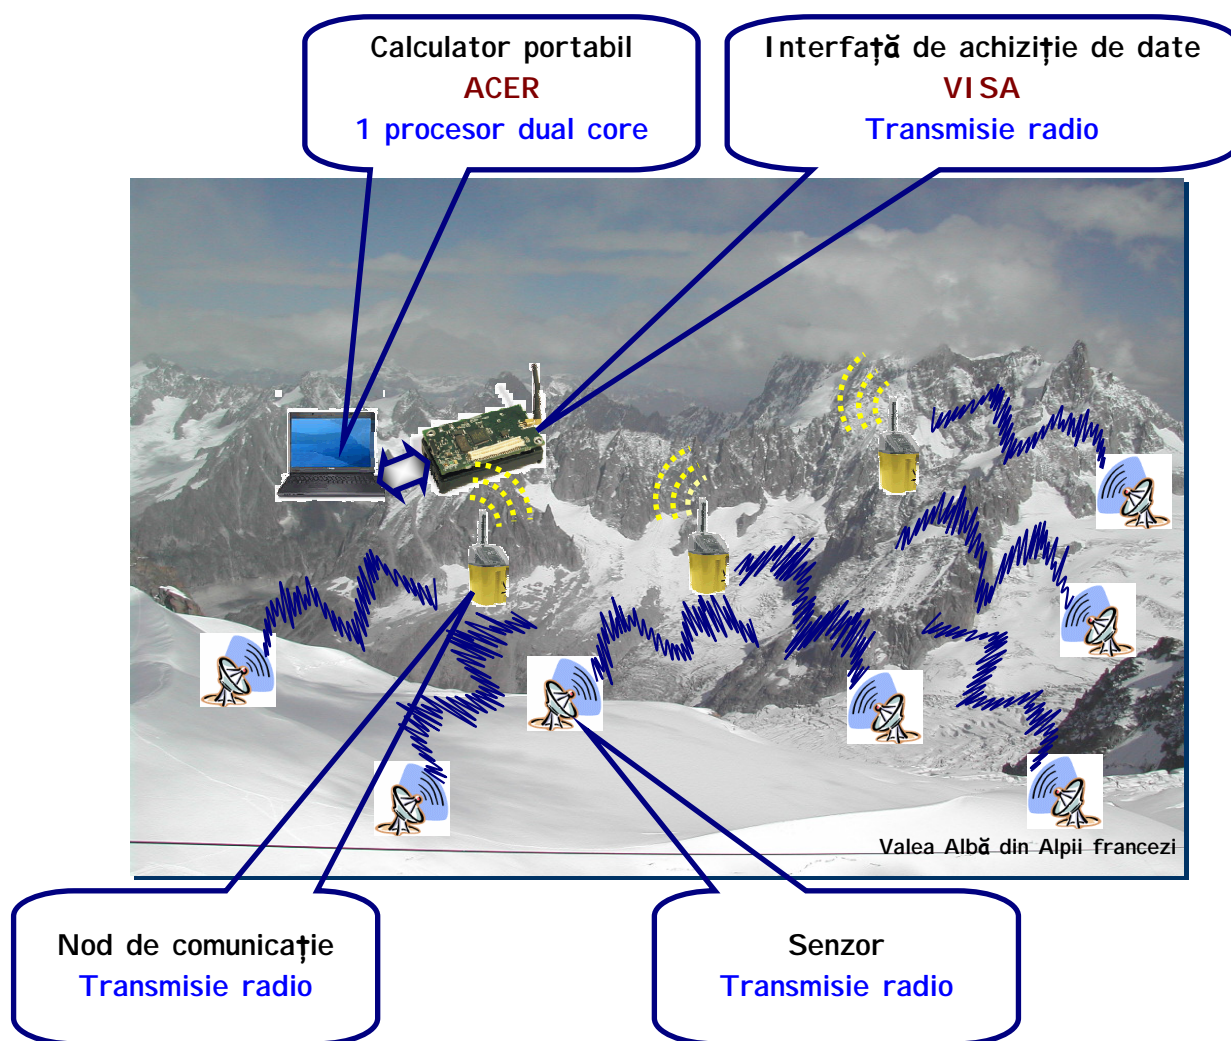 Calculator portabil
ACER
1 procesor dual core
Interfață de achiziție de date
VISA
Transmisie radio
Valea Albă din Alpii francezi
Nod de comunicație
Transmisie radio
Senzor
Transmisie radio